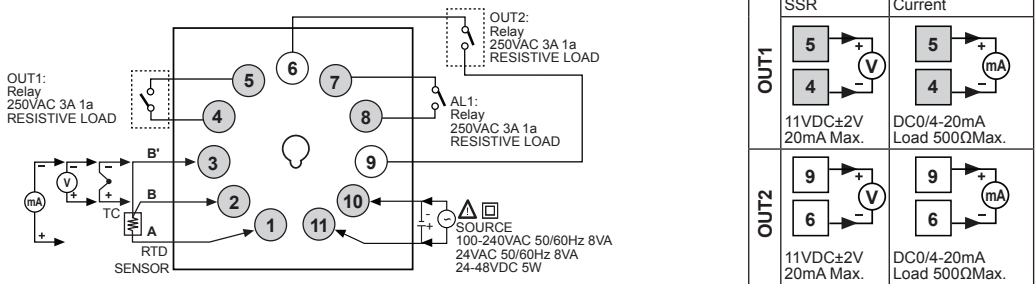 OUT1:
Relay
250VAC 3A 1a
RESISTIVE LOAD
OUT2:
Relay
250VAC 3A 1a
RESISTIVE LOAD
AL1:
Relay
250VAC 3A 1a
RESISTIVE LOAD
5
6
7
4
8
3
9
2
10
1
11
mA
-
+
V
-
+
-
+
TC
B'
B
A
RTD
SENSOR
-
+
~
SOURCE
100-240VAC 50/60Hz 8VA
24VAC 50/60Hz 8VA
24-48VDC 5W
SSR
Current
OUT1
5
+
V
4
-
11VDC±2V
20mA Max.
5
+
mA
4
-
DC0/4-20mA
Load 500ΩMax.
OUT2
9
+
V
6
-
11VDC±2V
20mA Max.
9
+
mA
6
-
DC0/4-20mA
Load 500ΩMax.